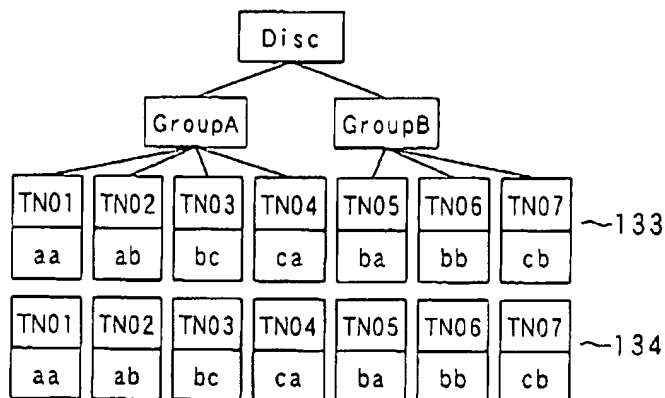 Disc
GroupA GroupB
TN01 TN02 TN03 TN04 TN05 TN06 TN07
aa ab bc ca ba bb cb
133
TN01 TN02 TN03 TN04 TN05 TN06 TN07
aa ab bc ca ba bb cb
134